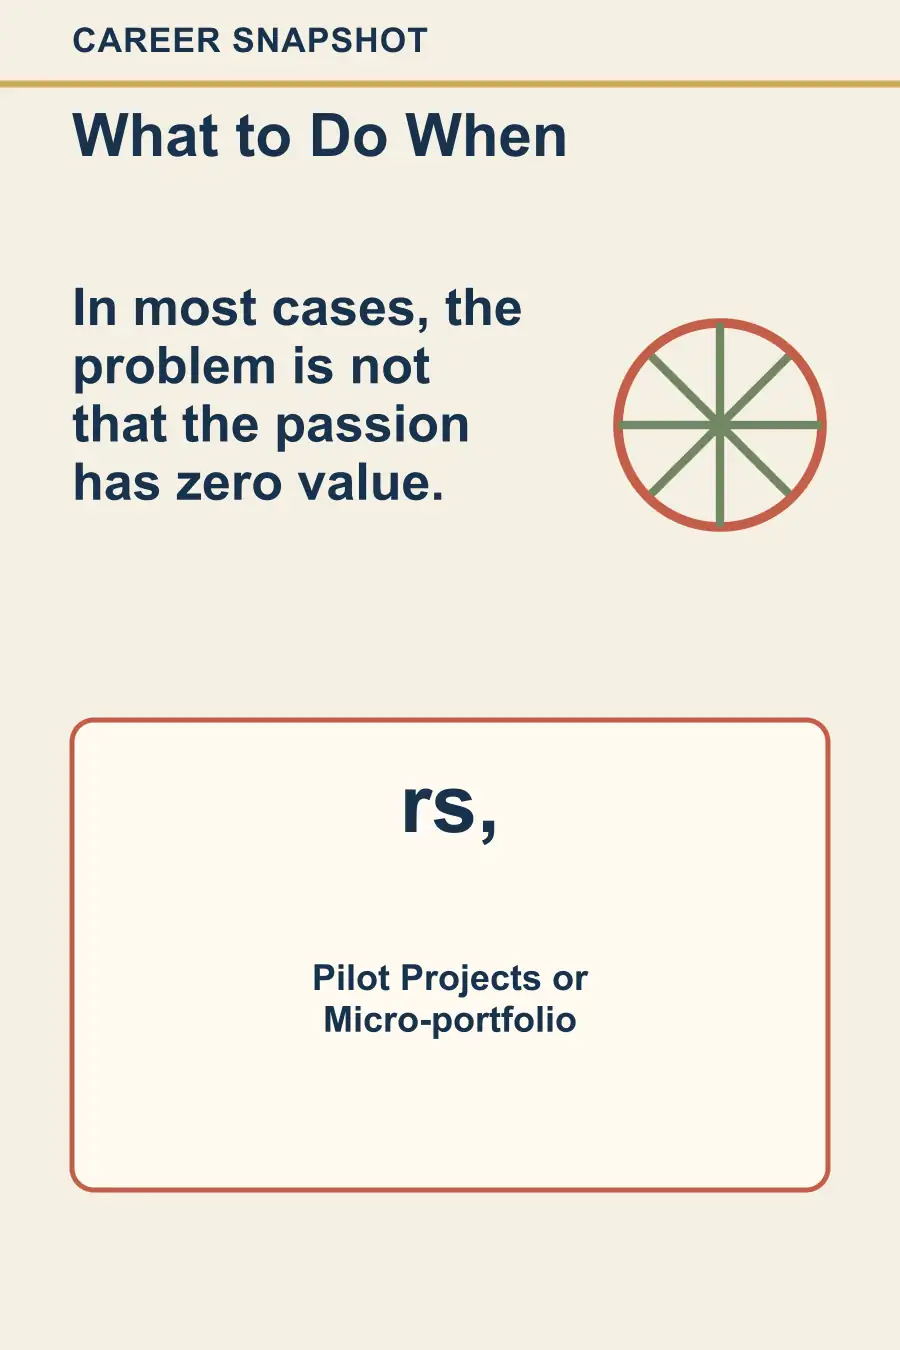 CAREER SNAPSHOT
What to Do When
In most cases, the
problem is not
that the passion
has zero value.
rs,
Pilot Projects or
Micro-portfolio